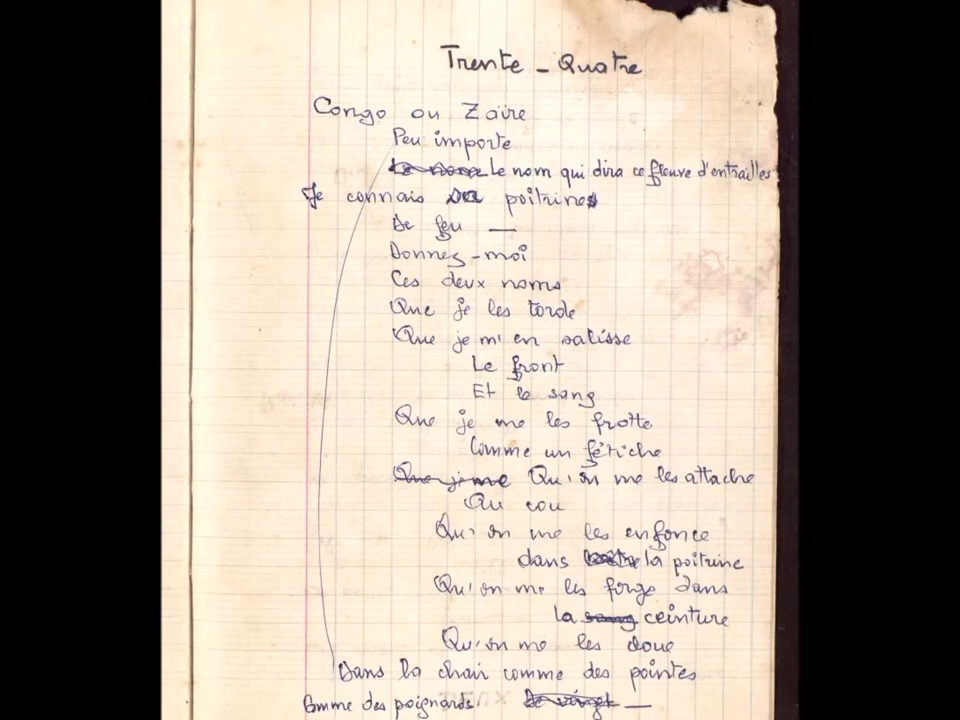 Trente - Quatre
Congo ou Zaïre
Peu importe
Le nom qui dira ce fleuve d'entrailles
Je connais sa poitrine
De feu —
Donnez-moi
Ces deux noms
Que je les torde
Que je m'en salisse
Le front
Et le sang
Que je me les frotte
Comme un fétiche
Qu'on me les attache
Au cou
Qu'on me les enfonce
dans la poitrine
Qu'on me les forge dans
la ceinture
Qu'on me les cloue
Dans la chair comme des pointes
Comme des poignards —